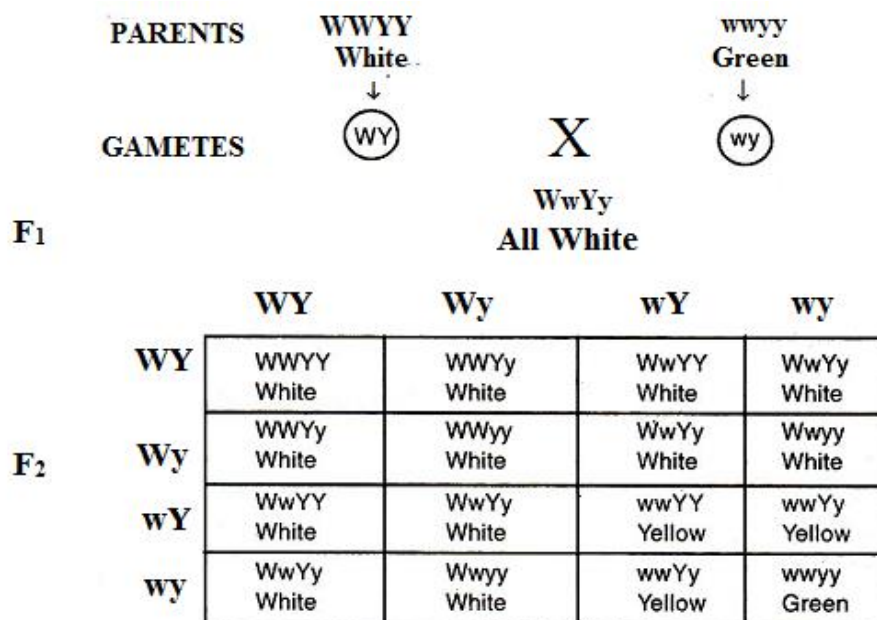 PARENTS WWYY wwyy
White Green
↓ ↓
GAMETES WY X wy
WwYy
F1 All White
WY Wy wY wy
WY WWYY WWYy WwYY WwYy
White White White White
F2 Wy WWYy WWyy WwYy Wwyy
White White White White
wY WwYY WwYy wwYY wwYy
White White Yellow Yellow
wy WwYy Wwyy wwYy wwyy
White White Yellow Green